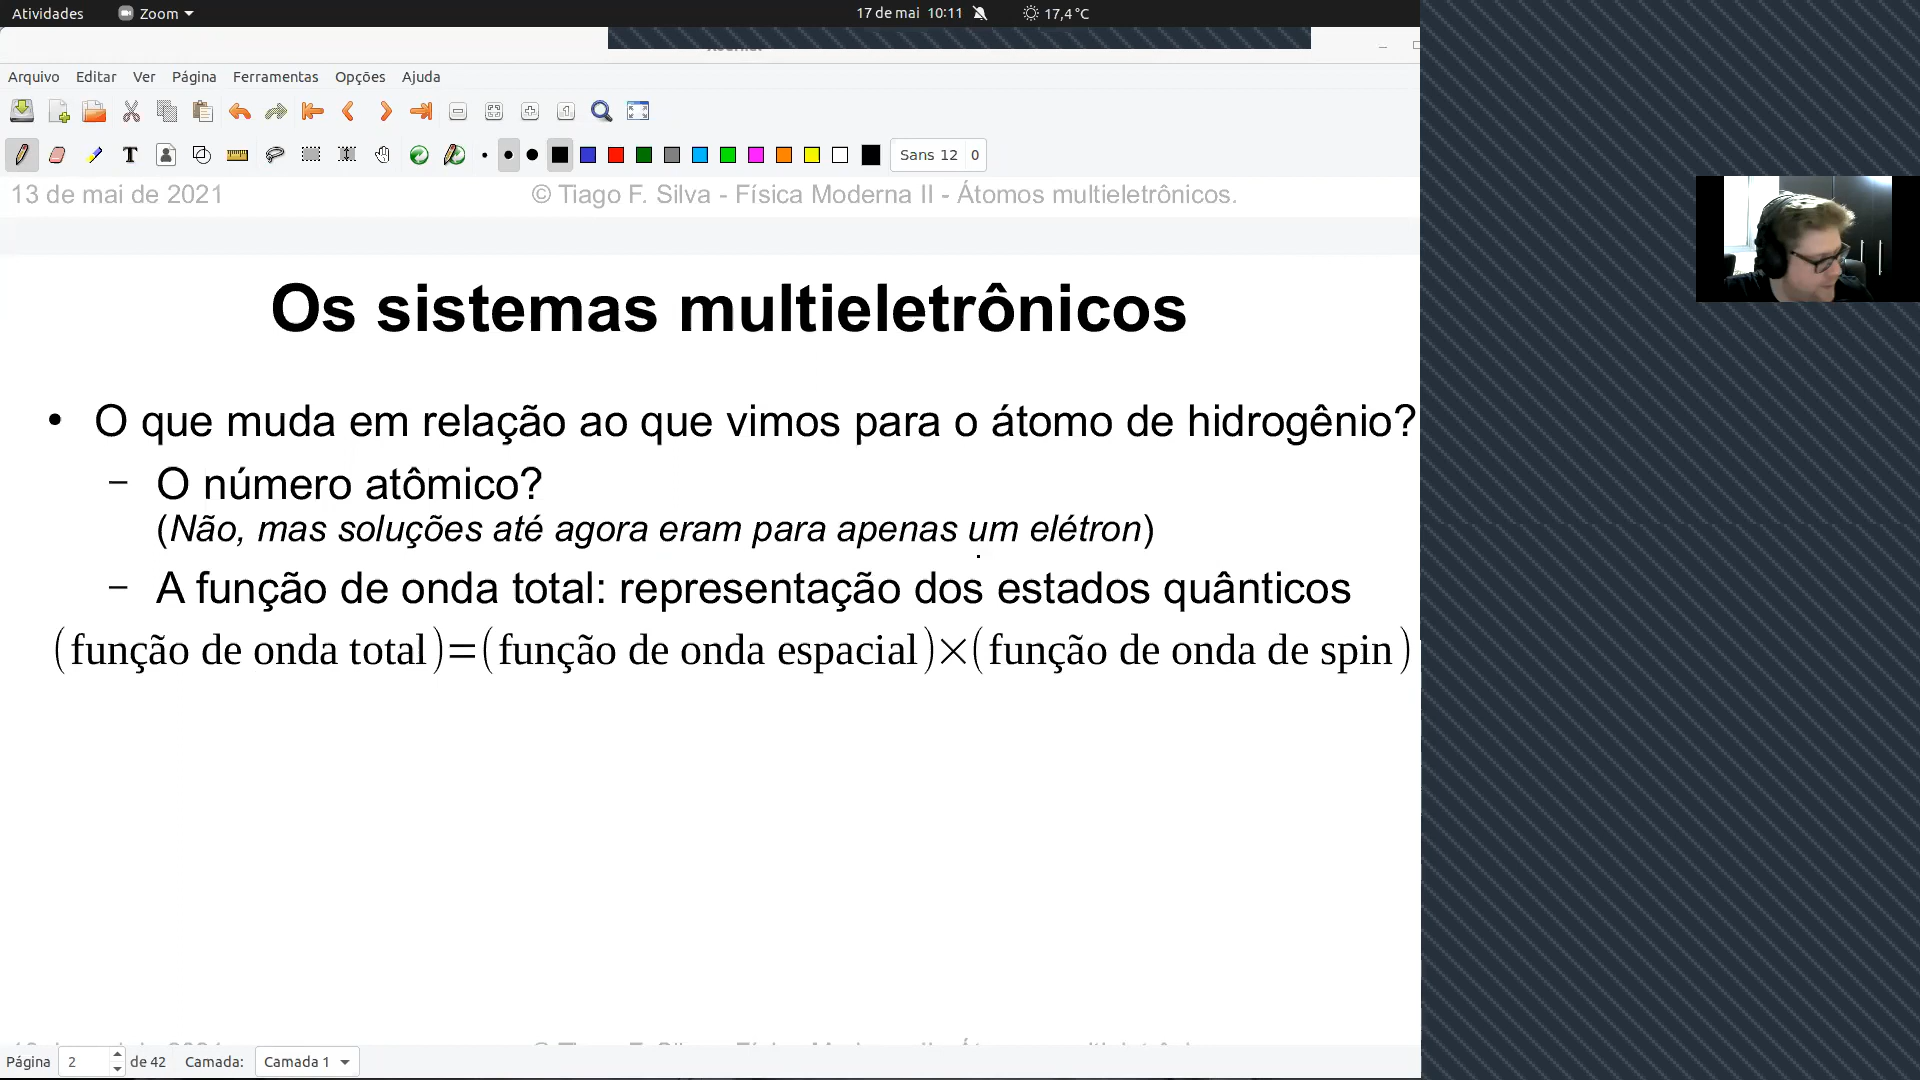 Atividades Zoom 17 de mai 10:11 17,4 °C
Arquivo Editar Ver Página Ferramentas Opções Ajuda
T 1 Sans 12 0
13 de mai de 2021 © Tiago F. Silva - Física Moderna II - Átomos multieletrônicos.
Os sistemas multieletrônicos
• O que muda em relação ao que vimos para o átomo de hidrogênio?
– O número atômico?
(Não, mas soluções até agora eram para apenas um elétron)
– A função de onda total: representação dos estados quânticos
(função de onda total)=(função de onda espacial)×(função de onda de spin)
Página 2 de 42 Camada: Camada 1